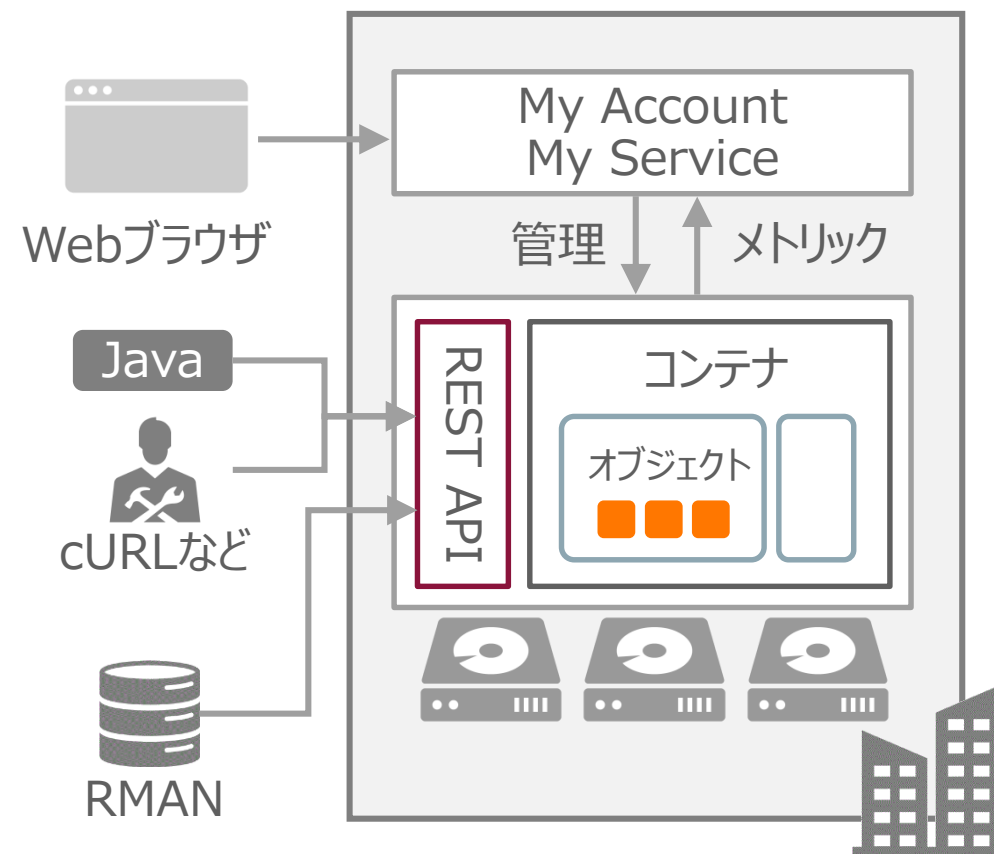 My Account
My Service
Webブラウザ
管理
メトリック
Java
REST API
コンテナ
オブジェクト
cURLなど
RMAN